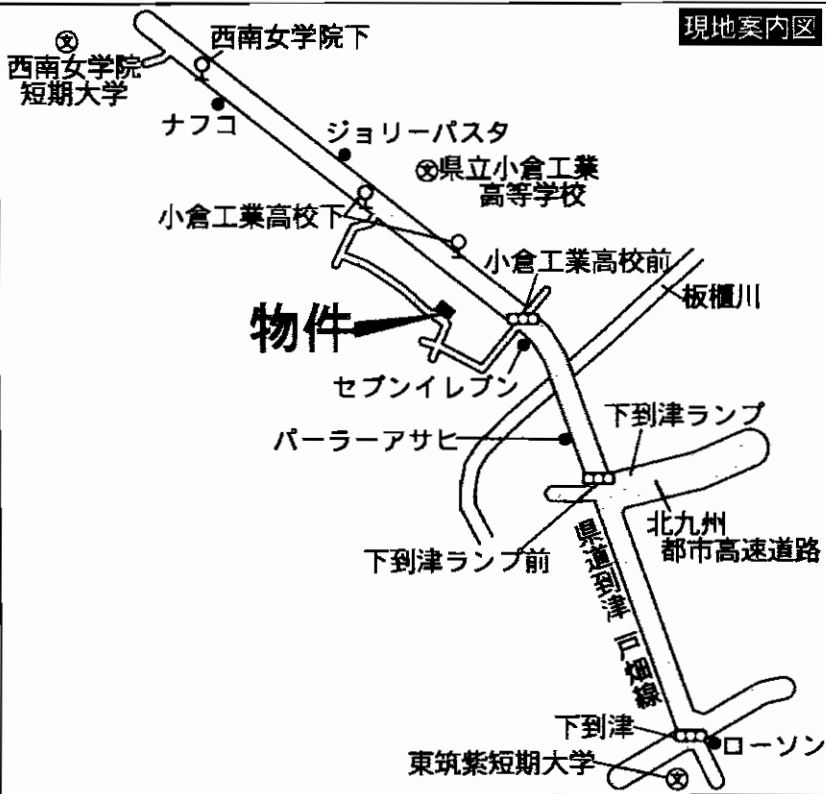 現地案内図
西南女学院下
西南女学院
短期大学
ナフコ
ジョリーパスタ
県立小倉工業
高等学校
小倉工業高校下
小倉工業高校前
板櫃川
物件
セブンイレブン
下到津ランプ
パーラーアサヒ
北九州
都市高速道路
下到津ランプ前
県道到津 戸畑線
下到津
ローソン
東筑紫短期大学